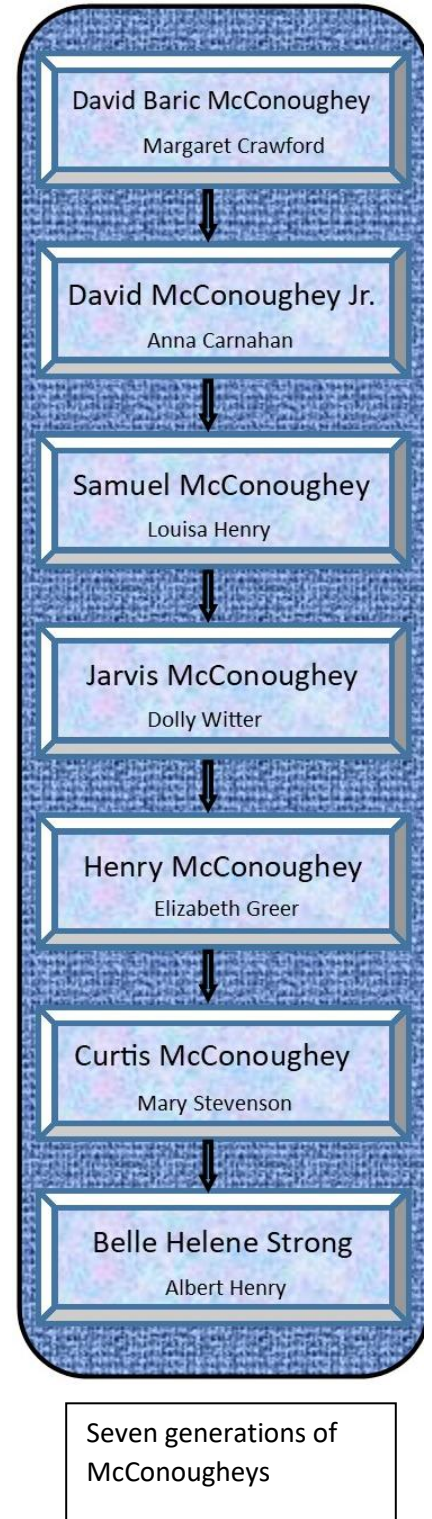 David Baric McConoughey
Margaret Crawford
David McConoughey Jr.
Anna Carnahan
Samuel McConoughey
Louisa Henry
Jarvis McConoughey
Dolly Witter
Henry McConoughey
Elizabeth Greer
Curtis McConoughey
Mary Stevenson
Belle Helene Strong
Albert Henry
Seven generations of
McConougheys